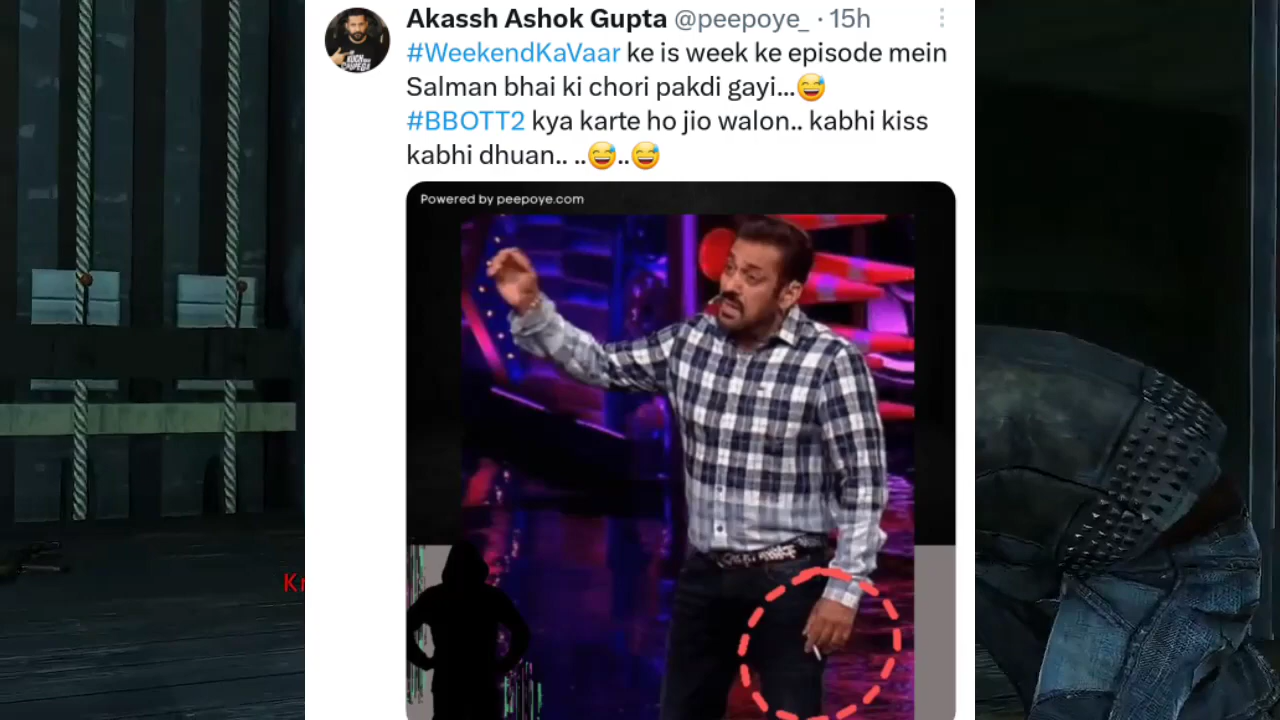 Akassh Ashok Gupta @peepoye_ · 15h
#WeekendKaVaar ke is week ke episode mein
Salman bhai ki chori pakdi gayi...😅
#BBOTT2 kya karte ho jio walon.. kabhi kiss
kabhi dhuan.. ..😅..😅
Powered by peepoye.com